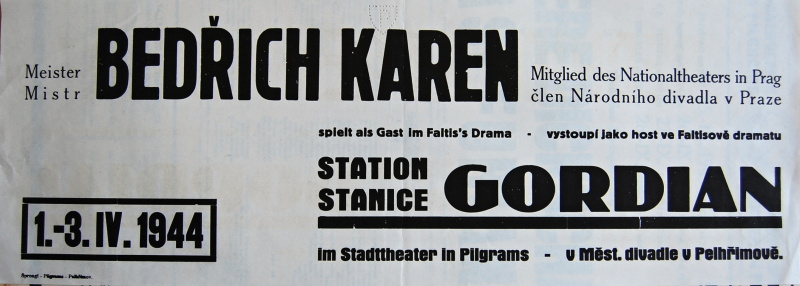 Meister
Mistr
BEDŘICH KAREN
Mitglied des Nationaltheaters in Prag
člen Národního divadla v Praze
spielt als Gast im Faltis's Drama - vystoupí jako host ve Faltisově dramatu
STATION
STANICE
GORDIAN
1.-3. IV. 1944
im Stadttheater in Pilgrams - v Měst. divadle v Pelhřimově.
Pilgrams - Pelhřimov.